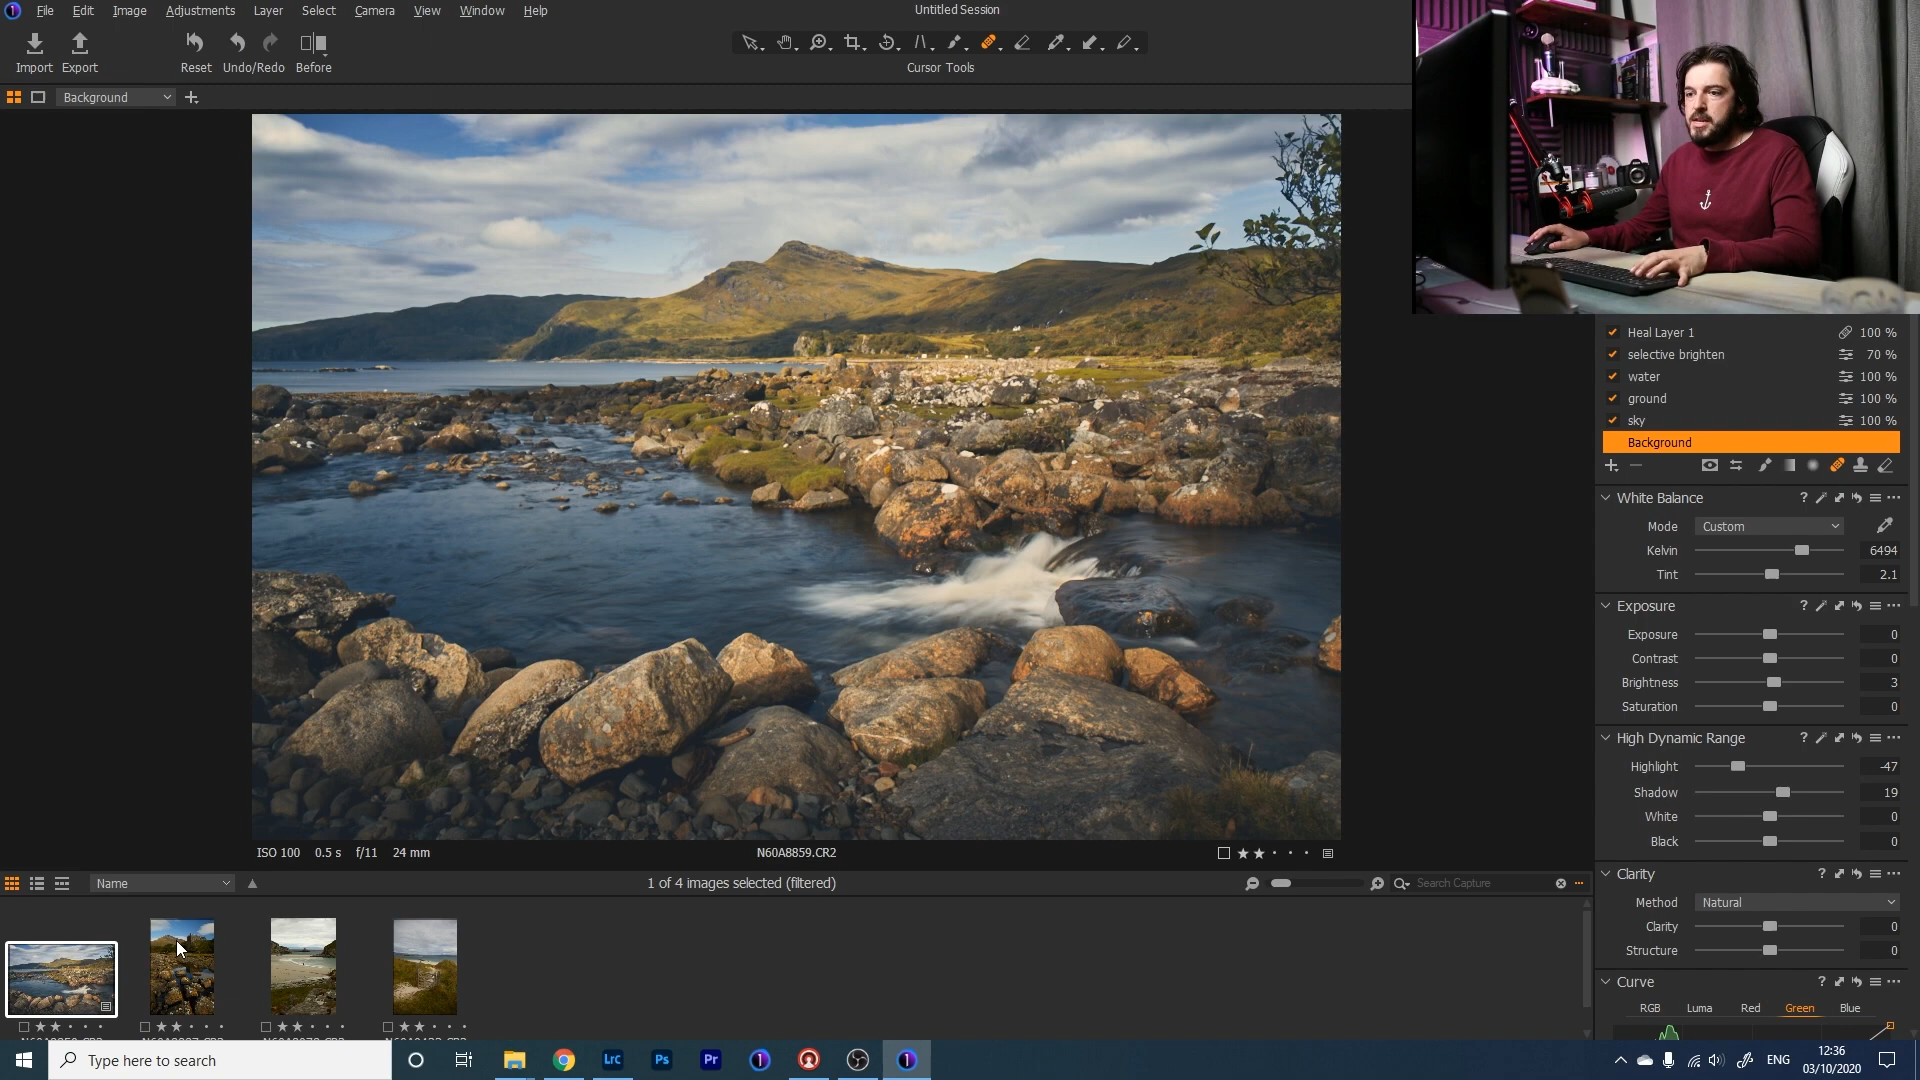 File Edit Image Adjustments Layer Select Camera View Window Help
Untitled Session
Import Export Reset Undo/Redo Before
Cursor Tools
Background
Heal Layer 1 100 %
selective brighten 70 %
water 100 %
ground 100 %
sky 100 %
Background
White Balance
Mode Custom
Kelvin 6494
Tint 2.1
Exposure
Exposure 0
Contrast 0
Brightness 3
Saturation 0
High Dynamic Range
Highlight -47
Shadow 19
White 0
Black 0
Clarity
Method Natural
Clarity 0
Structure 0
Curve
RGB Luma Red Green Blue
ISO 100 0.5 s f/11 24 mm
N60A8859.CR2
Name
1 of 4 images selected (filtered)
Search Capture
Type here to search
Lrc Ps Pr
ENG
12:36
03/10/2020